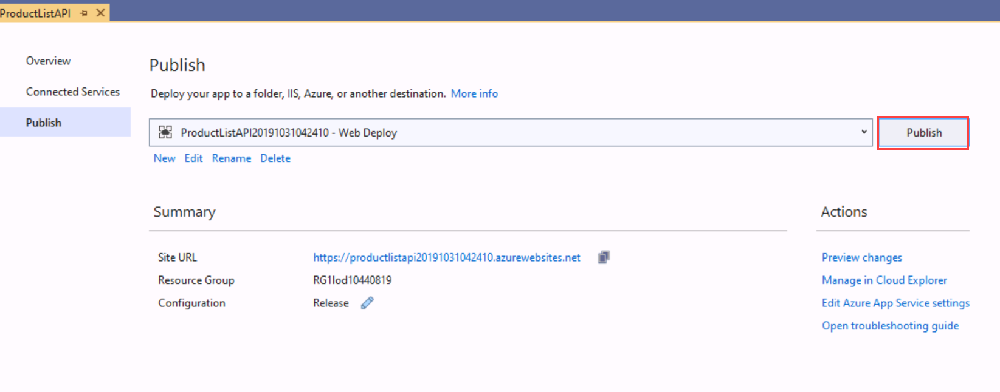 ProductListAPI
Overview
Connected Services
Publish
Publish
Deploy your app to a folder, IIS, Azure, or another destination. More info
ProductListAPI20191031042410 - Web Deploy
Publish
New Edit Rename Delete
Summary
Site URL https://productlistapi20191031042410.azurewebsites.net
Resource Group RG1lod10440819
Configuration Release
Actions
Preview changes
Manage in Cloud Explorer
Edit Azure App Service settings
Open troubleshooting guide